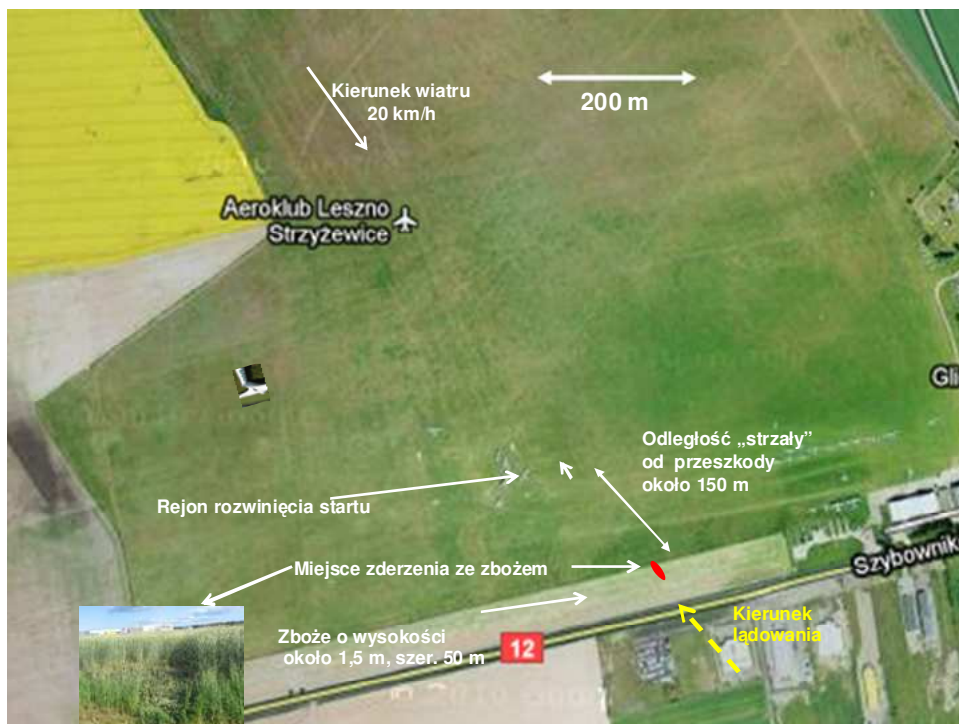 Kierunek wiatru
20 km/h
200 m
Aeroklub Leszno
Strzyżewice
Gli
Odległość „strzały”
od przeszkody
około 150 m
Rejon rozwinięcia startu
Miejsce zderzenia ze zbożem
Szybownik
Zboże o wysokości
około 1,5 m, szer. 50 m
12
Kierunek
lądowania